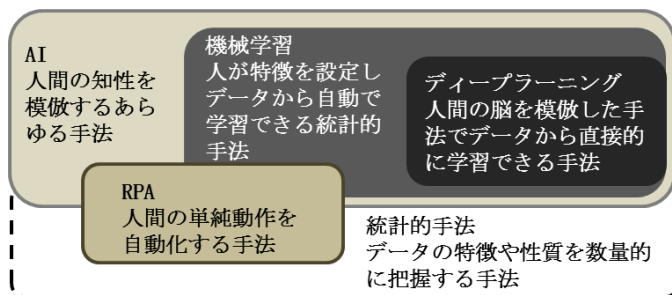 AI
人間の知性を
模倣するあら
ゆる手法
機械学習
人が特徴を設定し
データから自動で
学習できる統計的
手法
ディープラーニング
人間の脳を模倣した手
法でデータから直接的
に学習できる手法
RPA
人間の単純動作を
自動化する手法
統計的手法
データの特徴や性質を数量的
に把握する手法